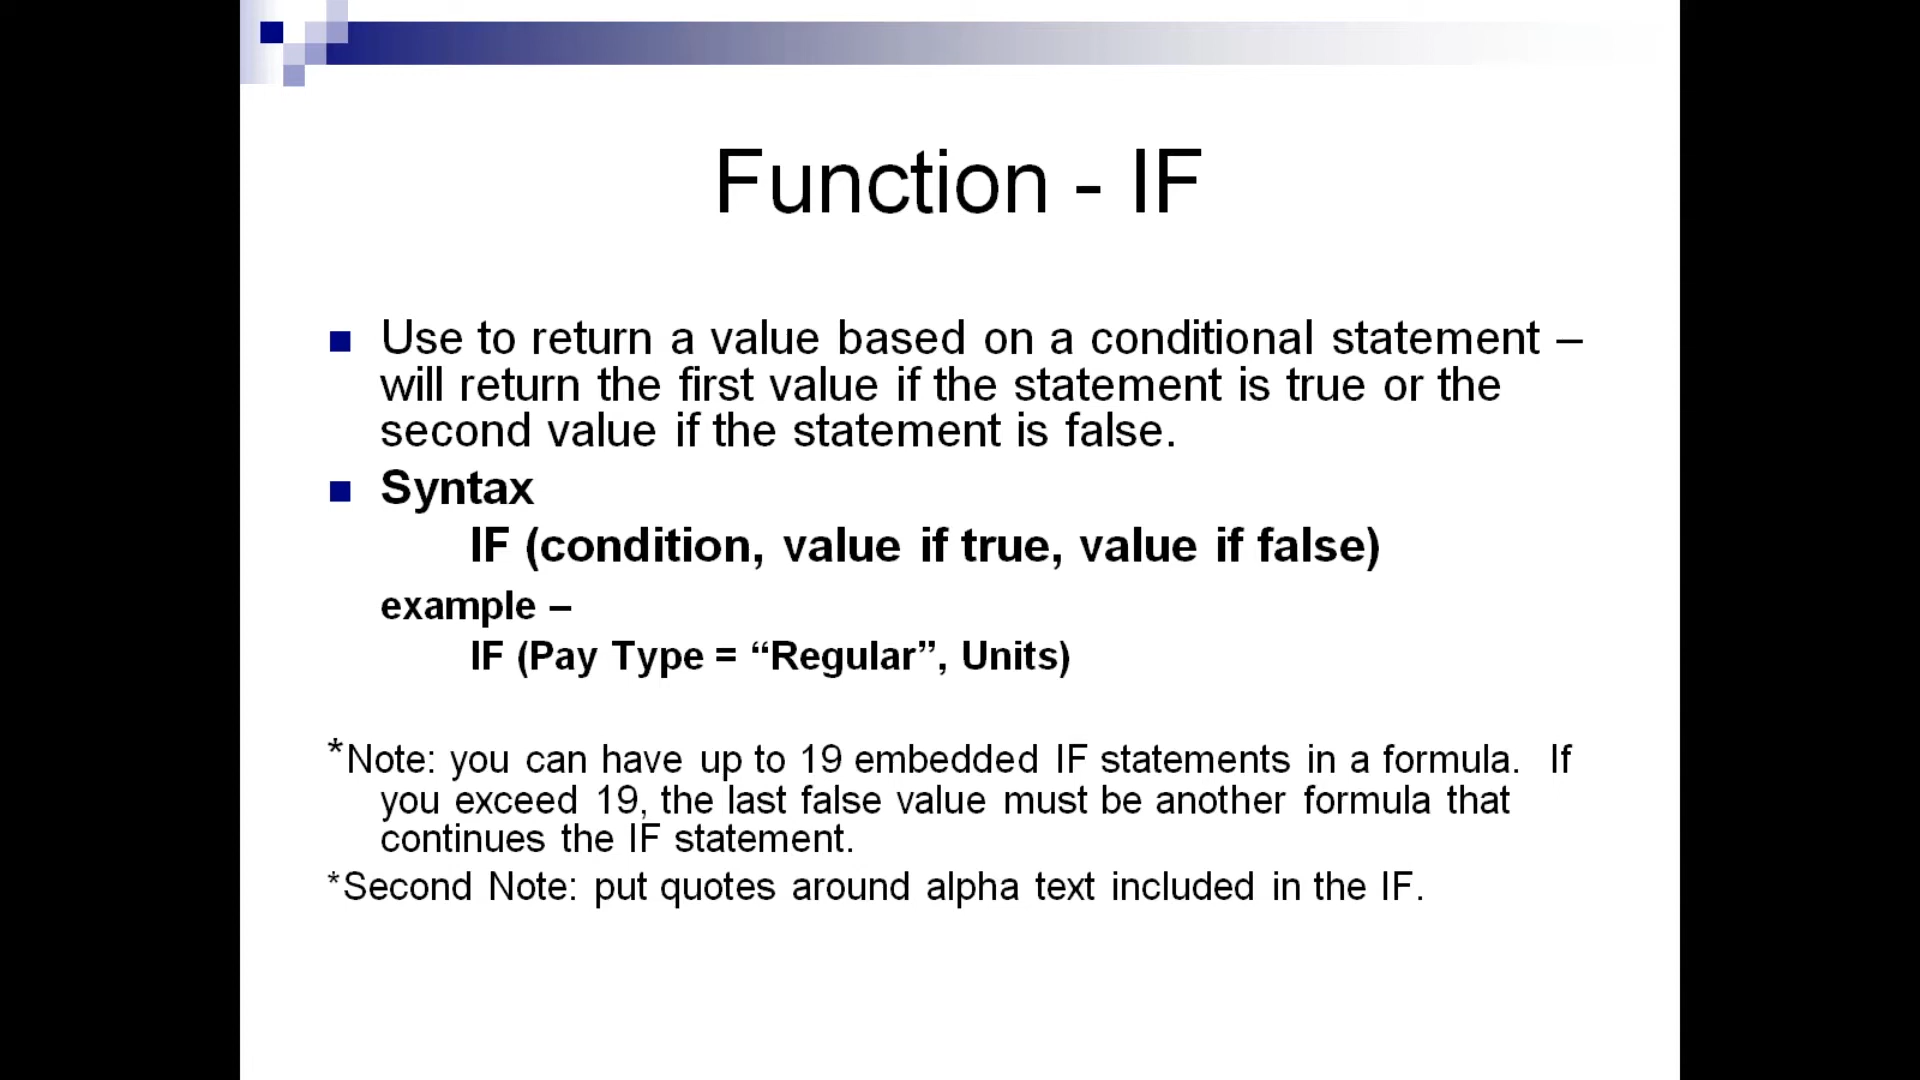 Function - IF
Use to return a value based on a conditional statement –
will return the first value if the statement is true or the
second value if the statement is false.
Syntax
IF (condition, value if true, value if false)
example –
IF (Pay Type = “Regular”, Units)
*Note: you can have up to 19 embedded IF statements in a formula. If
you exceed 19, the last false value must be another formula that
continues the IF statement.
*Second Note: put quotes around alpha text included in the IF.